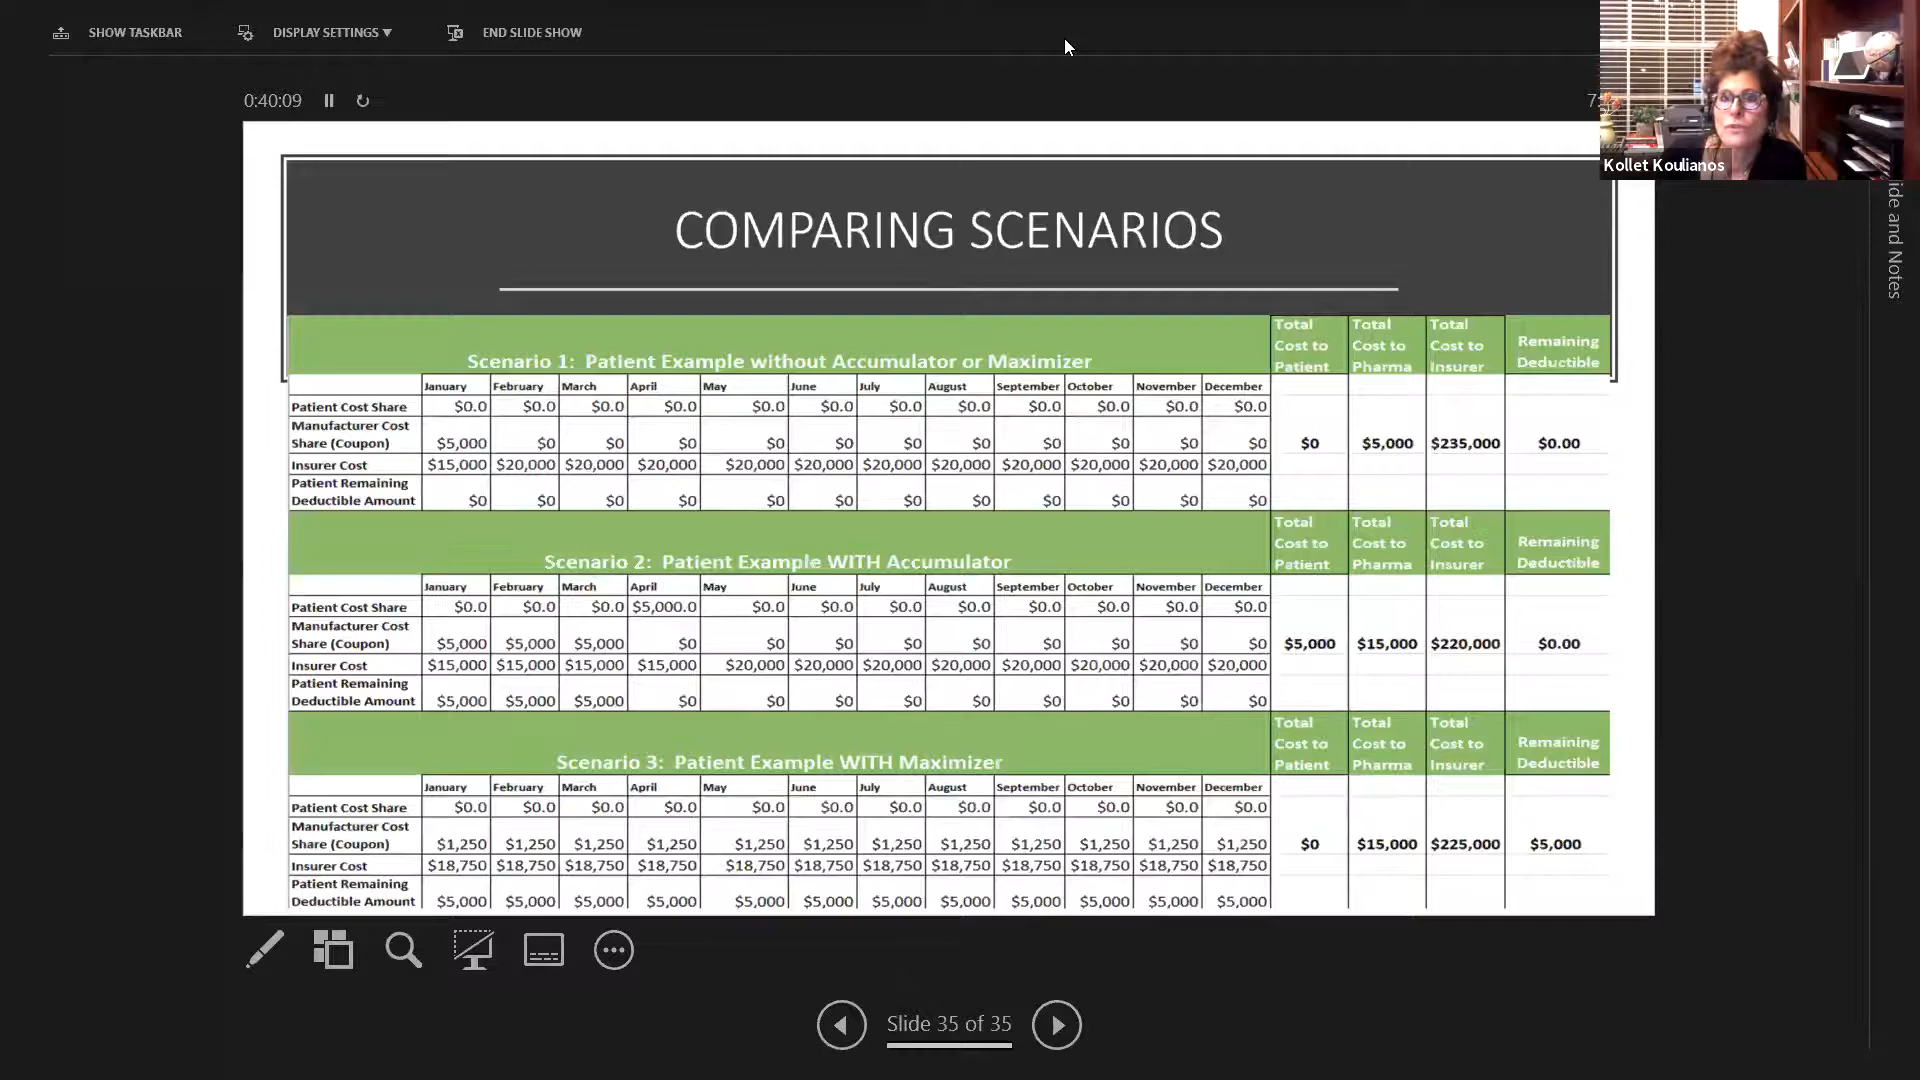 SHOW TASKBAR DISPLAY SETTINGS ▼ END SLIDE SHOW
0:40:09
Kollet Koulianos
ide and Notes
COMPARING SCENARIOS
Scenario 1: Patient Example without Accumulator or Maximizer Total Cost to Patient Total Cost to Pharma Total Cost to Insurer Remaining Deductible
January February March April May June July August September October November December
Patient Cost Share $0.0 $0.0 $0.0 $0.0 $0.0 $0.0 $0.0 $0.0 $0.0 $0.0 $0.0 $0.0
Manufacturer Cost
Share (Coupon) $5,000 $0 $0 $0 $0 $0 $0 $0 $0 $0 $0 $0 $0 $5,000 $235,000 $0.00
Insurer Cost $15,000 $20,000 $20,000 $20,000 $20,000 $20,000 $20,000 $20,000 $20,000 $20,000 $20,000 $20,000
Patient Remaining
Deductible Amount $0 $0 $0 $0 $0 $0 $0 $0 $0 $0 $0 $0
Scenario 2: Patient Example WITH Accumulator Total Cost to Patient Total Cost to Pharma Total Cost to Insurer Remaining Deductible
January February March April May June July August September October November December
Patient Cost Share $0.0 $0.0 $0.0 $5,000.0 $0.0 $0.0 $0.0 $0.0 $0.0 $0.0 $0.0 $0.0
Manufacturer Cost
Share (Coupon) $5,000 $5,000 $5,000 $0 $0 $0 $0 $0 $0 $0 $0 $0 $5,000 $15,000 $220,000 $0.00
Insurer Cost $15,000 $15,000 $15,000 $15,000 $20,000 $20,000 $20,000 $20,000 $20,000 $20,000 $20,000 $20,000
Patient Remaining
Deductible Amount $5,000 $5,000 $5,000 $0 $0 $0 $0 $0 $0 $0 $0 $0
Scenario 3: Patient Example WITH Maximizer Total Cost to Patient Total Cost to Pharma Total Cost to Insurer Remaining Deductible
January February March April May June July August September October November December
Patient Cost Share $0.0 $0.0 $0.0 $0.0 $0.0 $0.0 $0.0 $0.0 $0.0 $0.0 $0.0 $0.0
Manufacturer Cost
Share (Coupon) $1,250 $1,250 $1,250 $1,250 $1,250 $1,250 $1,250 $1,250 $1,250 $1,250 $1,250 $1,250 $0 $15,000 $225,000 $5,000
Insurer Cost $18,750 $18,750 $18,750 $18,750 $18,750 $18,750 $18,750 $18,750 $18,750 $18,750 $18,750 $18,750
Patient Remaining
Deductible Amount $5,000 $5,000 $5,000 $5,000 $5,000 $5,000 $5,000 $5,000 $5,000 $5,000 $5,000 $5,000
Slide 35 of 35